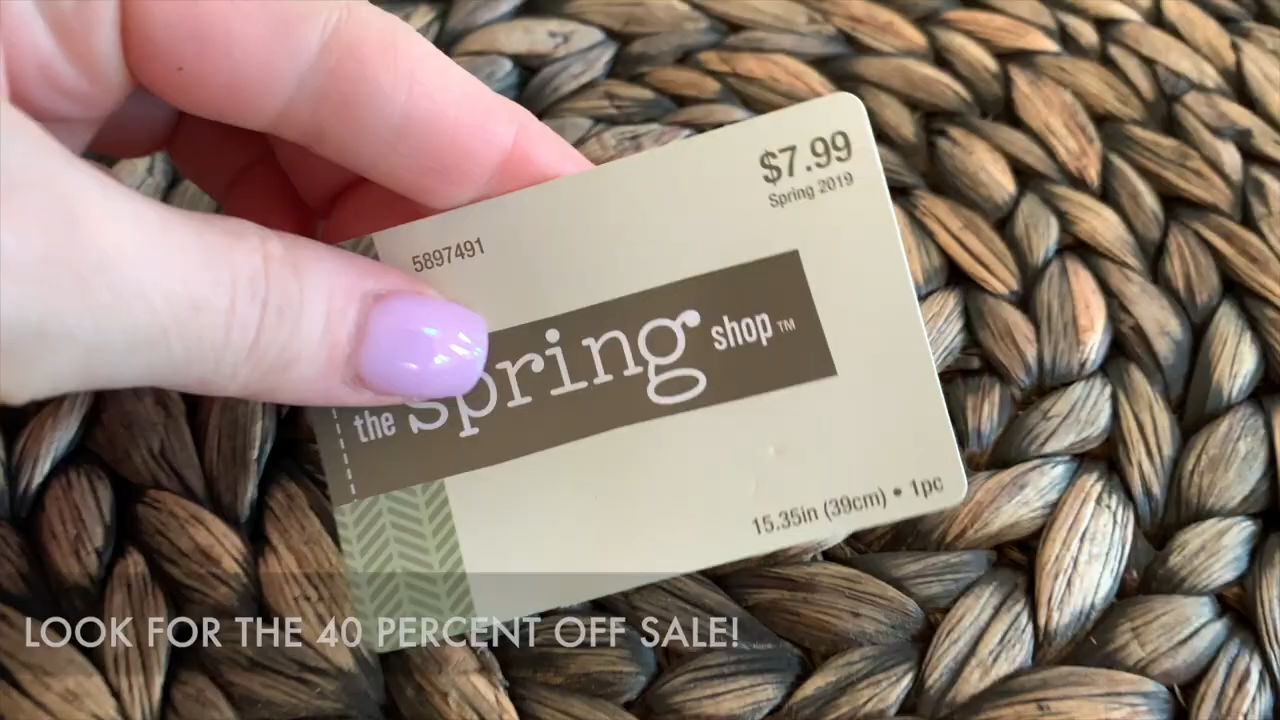 $7.99
Spring 2019
5897491
the spring shop™
15.35in (39cm) • 1pc
LOOK FOR THE 40 PERCENT OFF SALE!